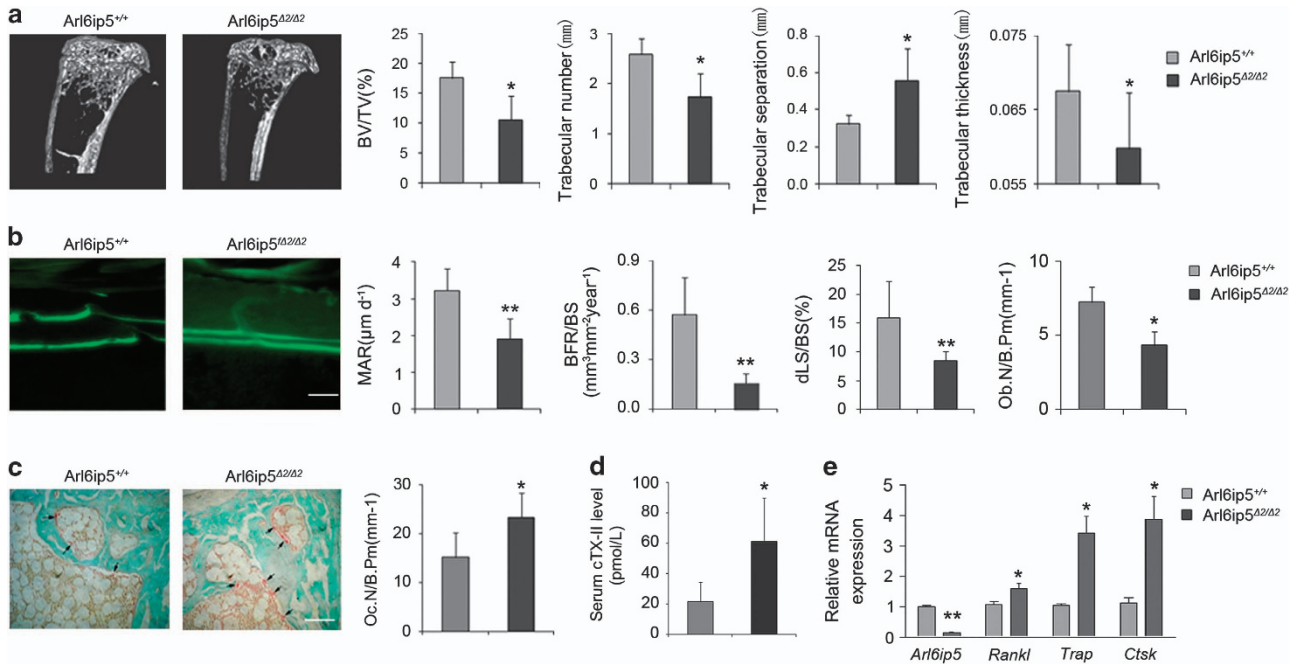 a
Arl6ip5+/+
Arl6ip5Δ2/Δ2
BV/TV(%)
25
20
15
10
5
0
*
Trabecular number(mm)
3
2
1
0
*
Trabecular separation(mm)
0.8
0.6
0.4
0.2
0.0
*
Trabecular thickness(mm)
0.075
0.065
0.055
*
Arl6ip5+/+
Arl6ip5Δ2/Δ2
b
Arl6ip5+/+
Arl6ip5fΔ2/Δ2
MAR(μm d-1)
4
3
2
1
0
**
BFR/BS
(mm3mm-2year-1)
0.9
0.6
0.3
0.0
**
dLS/BS(%)
25
20
15
10
5
0
**
Ob.N/B.Pm(mm-1)
10
5
0
*
Arl6ip5+/+
Arl6ip5Δ2/Δ2
c
Arl6ip5+/+
Arl6ip5Δ2/Δ2
Oc.N/B.Pm(mm-1)
30
20
10
0
*
d
Serum cTX-II level
(pmol/L)
100
80
60
40
20
0
*
e
Relative mRNA
expression
5
4
3
2
1
0
**
*
*
*
Arl6ip5
Rankl
Trap
Ctsk
Arl6ip5+/+
Arl6ip5Δ2/Δ2